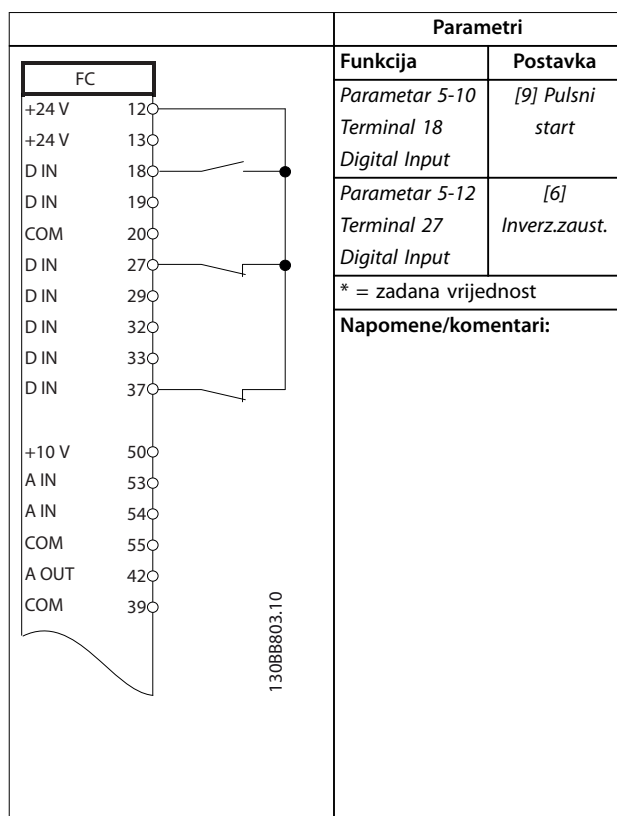 FC
+24 V 12
+24 V 13
D IN 18
D IN 19
COM 20
D IN 27
D IN 29
D IN 32
D IN 33
D IN 37
+10 V 50
A IN 53
A IN 54
COM 55
A OUT 42
COM 39
130BB803.10
Parametri
Funkcija Postavka
Parametar 5-10 [9] Pulsni
Terminal 18 start
Digital Input
Parametar 5-12 [6]
Terminal 27 Inverz.zaust.
Digital Input
* = zadana vrijednost
Napomene/komentari: